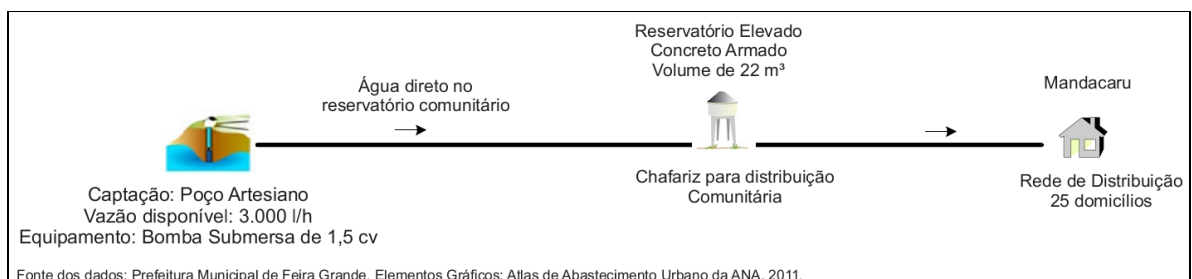 Reservatório Elevado
Concreto Armado
Volume de 22 m³
Água direto no
reservatório comunitário
Mandacaru
Captação: Poço Artesiano
Vazão disponível: 3.000 l/h
Equipamento: Bomba Submersa de 1,5 cv
Chafariz para distribuição
Comunitária
Rede de Distribuição
25 domicílios
Fonte dos dados: Prefeitura Municipal de Feira Grande. Elementos Gráficos: Atlas de Abastecimento Urbano da ANA, 2011.